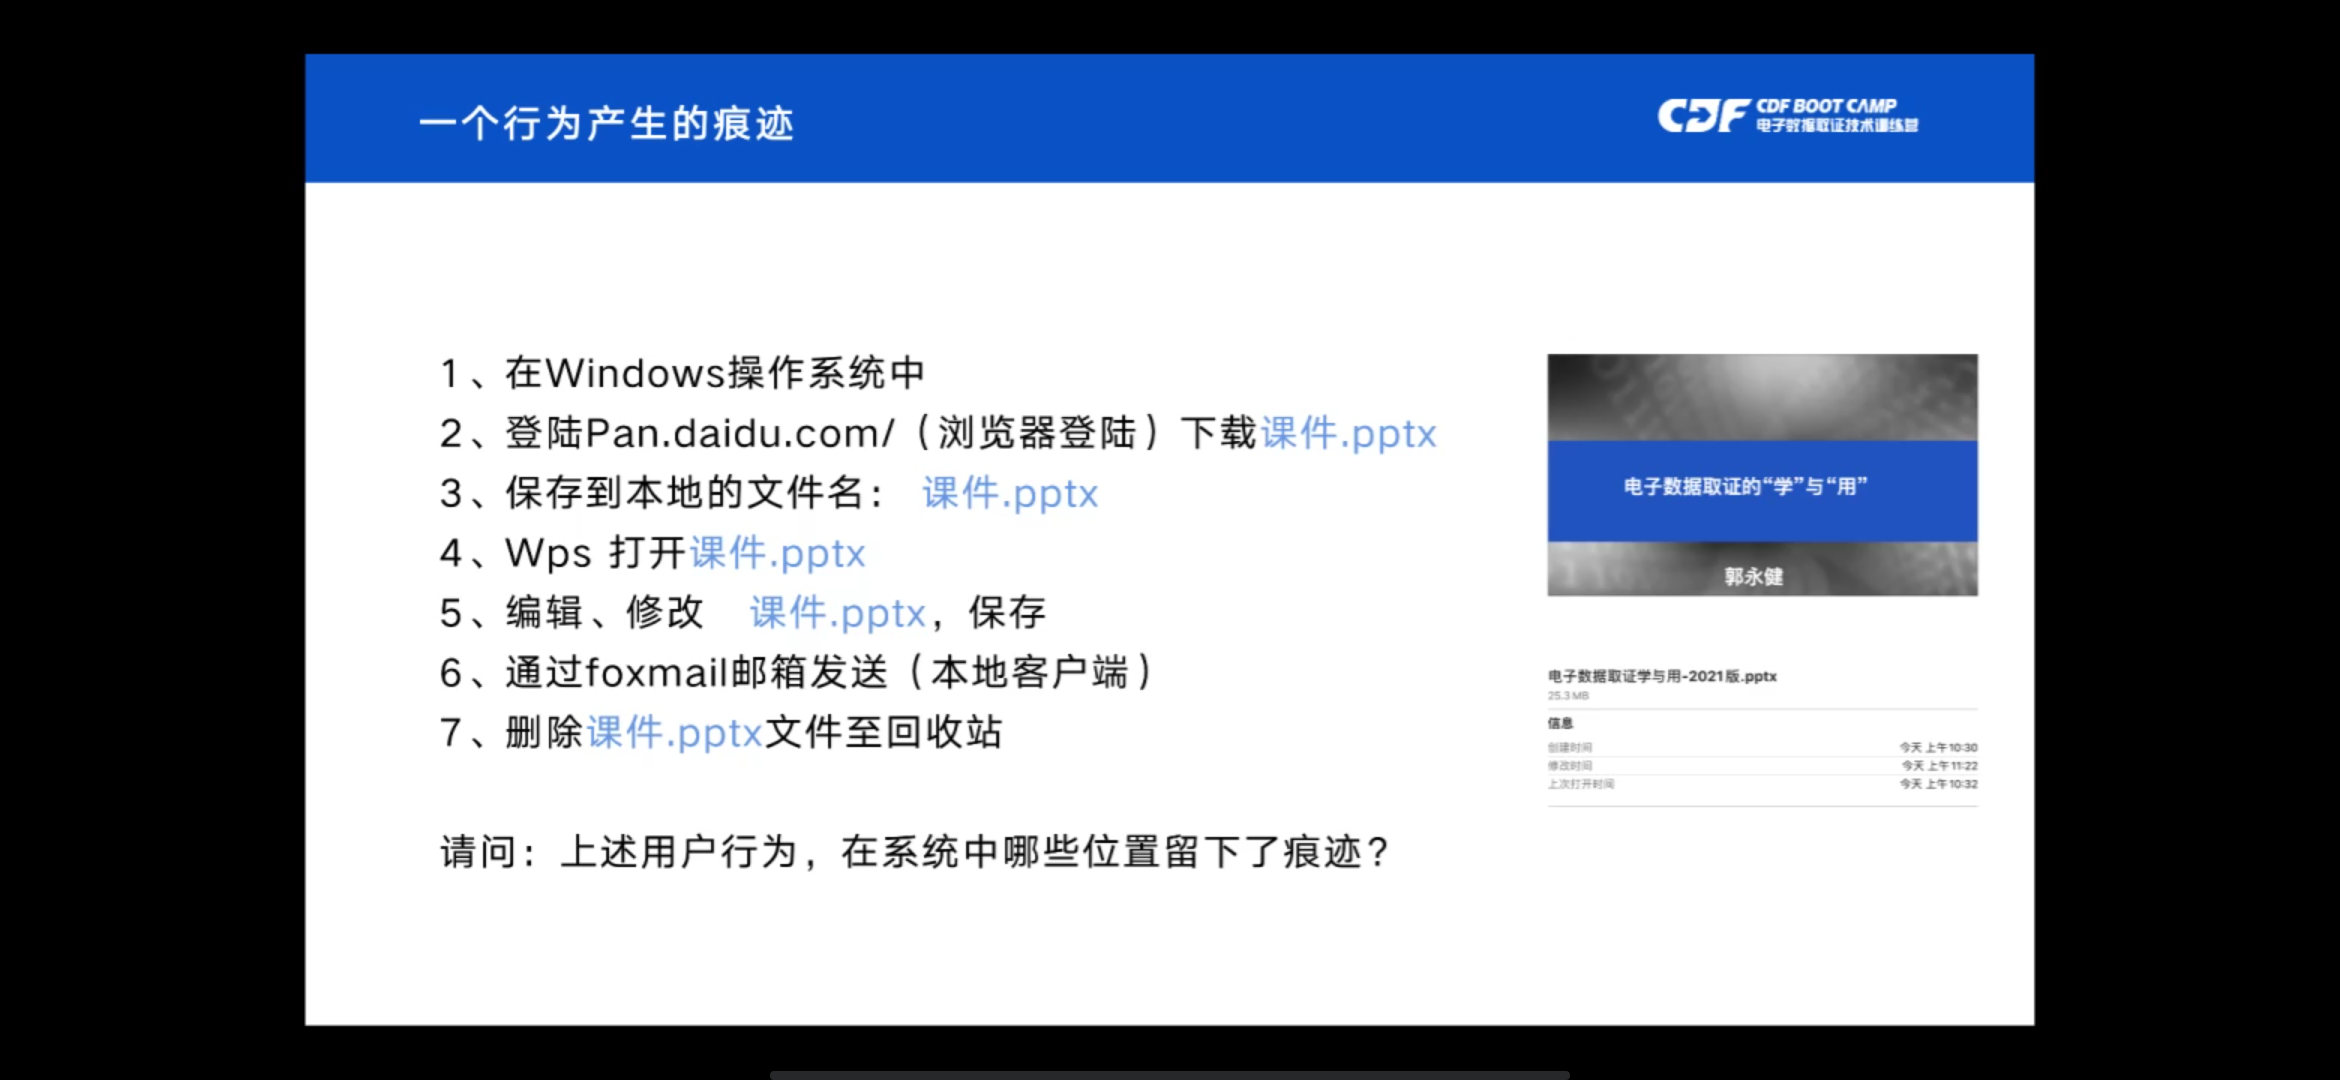 一个行为产生的痕迹
CDF CDF BOOT CAMP
电子数据取证技术训练营
1、在Windows操作系统中
2、登陆Pan.daidu.com/（浏览器登陆）下载课件.pptx
3、保存到本地的文件名： 课件.pptx
4、Wps 打开课件.pptx
5、编辑、修改 课件.pptx，保存
6、通过foxmail邮箱发送（本地客户端）
7、删除课件.pptx文件至回收站
请问：上述用户行为，在系统中哪些位置留下了痕迹？
电子数据取证的“学”与“用”
郭永健
电子数据取证学与用-2021版.pptx
25.3 MB
信息
创建时间 今天 上午10:30
修改时间 今天 上午11:22
上次打开时间 今天 上午10:32